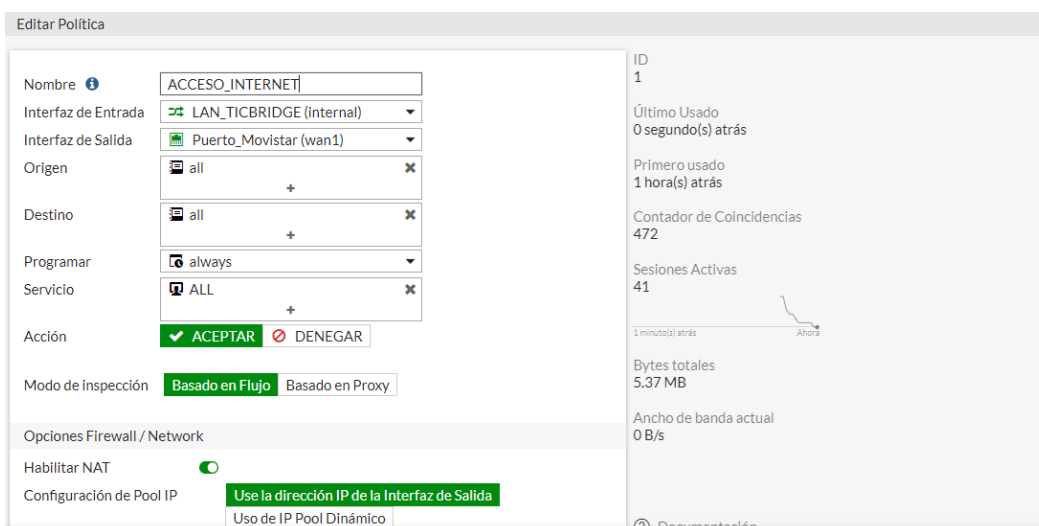 Editar Política
Nombre
ACCESO_INTERNET
Interfaz de Entrada
LAN_TICBRIDGE (internal)
Interfaz de Salida
Puerto_Movistar (wan1)
Origen
all
+
Destino
all
+
Programar
always
Servicio
ALL
+
Acción
ACEPTAR
DENEGAR
Modo de inspección
Basado en Flujo
Basado en Proxy
Opciones Firewall / Network
Habilitar NAT
Configuración de Pool IP
Use la dirección IP de la Interfaz de Salida
Uso de IP Pool Dinámico
ID
1
Último Usado
0 segundo(s) atrás
Primero usado
1 hora(s) atrás
Contador de Coincidencias
472
Sesiones Activas
41
1 minuto(s) atrás
Ahora
Bytes totales
5.37 MB
Ancho de banda actual
0 B/s
Documentación